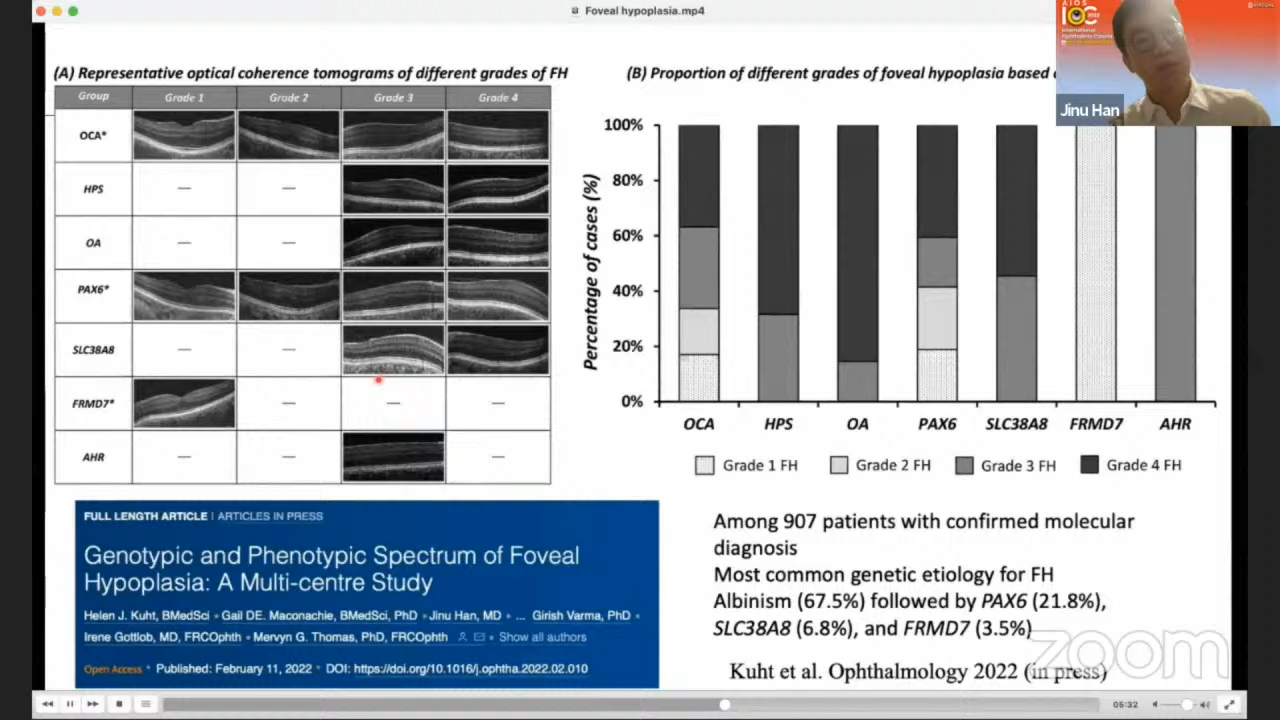 Foveal hypoplasia.mp4
AIOS
IOC 2022
International
Ophthalmic
VIRTUAL
Jinu Han
(A) Representative optical coherence tomograms of different grades of FH
Group Grade 1 Grade 2 Grade 3 Grade 4
OCA*
HPS — —
OA — —
PAX6*
SLC38A8 — —
FRMD7* — — —
AHR — — —
(B) Proportion of different grades of foveal hypoplasia based
Percentage of cases (%)
100%
80%
60%
40%
20%
0%
OCA HPS OA PAX6 SLC38A8 FRMD7 AHR
Grade 1 FH Grade 2 FH Grade 3 FH Grade 4 FH
FULL LENGTH ARTICLE | ARTICLES IN PRESS
Genotypic and Phenotypic Spectrum of Foveal
Hypoplasia: A Multi-centre Study
Helen J. Kuht, BMedSci • Gail DE. Maconachie, BMedSci, PhD • Jinu Han, MD • ... Girish Varma, PhD •
Irene Gottlob, MD, FRCOphth • Mervyn G. Thomas, PhD, FRCOphth • Show all authors
Open Access • Published: February 11, 2022 • DOI: https://doi.org/10.1016/j.ophtha.2022.02.010
Among 907 patients with confirmed molecular
diagnosis
Most common genetic etiology for FH
Albinism (67.5%) followed by PAX6 (21.8%),
SLC38A8 (6.8%), and FRMD7 (3.5%)
Kuht et al. Ophthalmology 2022 (in press)
zoom
06:32